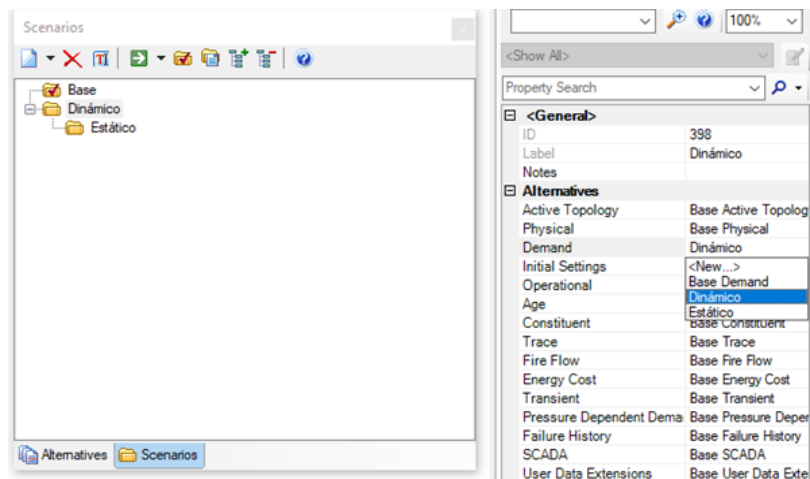 Scenarios
Base
Dinámico
Estático
Alternatives
Scenarios
100%
<Show All>
Property Search
<General>
ID 398
Label Dinámico
Notes
Alternatives
Active Topology Base Active Topolog
Physical Base Physical
Demand Dinámico
Initial Settings <New...>
Operational Base Demand
Dinámico
Age Estático
Constituent Base Constituent
Trace Base Trace
Fire Flow Base Fire Flow
Energy Cost Base Energy Cost
Transient Base Transient
Pressure Dependent Dema Base Pressure Deper
Failure History Base Failure History
SCADA Base SCADA
User Data Extensions Base User Data Exte